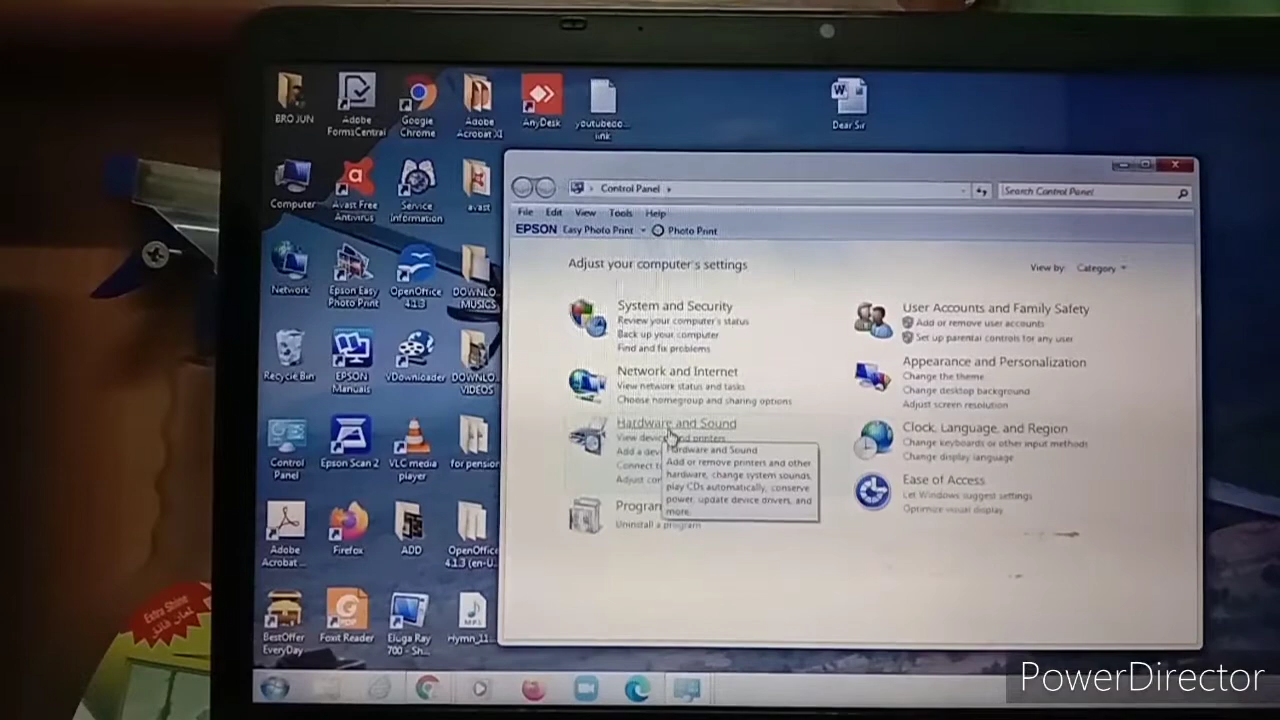 BRO JUN
Adobe
FormsCentral
Google
Chrome
Adobe
Acrobat XI
AnyDesk
youtubeco...
link
Dear Sir
Computer
Avast Free
Antivirus
Service
Information
avast
Network
Epson Easy
Photo Print
OpenOffice
4.1.3
DOWNLO...
MUSICS
Recycle Bin
EPSON
Manuals
VDownloader
DOWNLO...
VIDEOS
Control
Panel
Epson Scan 2
VLC media
player
for pension
Adobe
Acrobat ...
Firefox
ADD
OpenOffice
4.1.3 (en-U...
BestOffer
EveryDay
Foxit Reader
Eluga Ray
700 - Sh...
Hymn_11...
Control Panel
Search Control Panel
File Edit View Tools Help
EPSON Easy Photo Print Photo Print
Adjust your computer's settings
View by: Category
System and Security
Review your computer's status
Back up your computer
Find and fix problems
Network and Internet
View network status and tasks
Choose homegroup and sharing options
Hardware and Sound
View devices and printers
Add a devi
Connect to
Adjust com
Hardware and Sound
Add or remove printers and other
hardware, change system sounds,
play CDs automatically, conserve
power, update device drivers, and
more.
Program
Uninstall a program
User Accounts and Family Safety
Add or remove user accounts
Set up parental controls for any user
Appearance and Personalization
Change the theme
Change desktop background
Adjust screen resolution
Clock, Language, and Region
Change keyboards or other input methods
Change display language
Ease of Access
Let Windows suggest settings
Optimize visual display
Extra Shine
PowerDirector